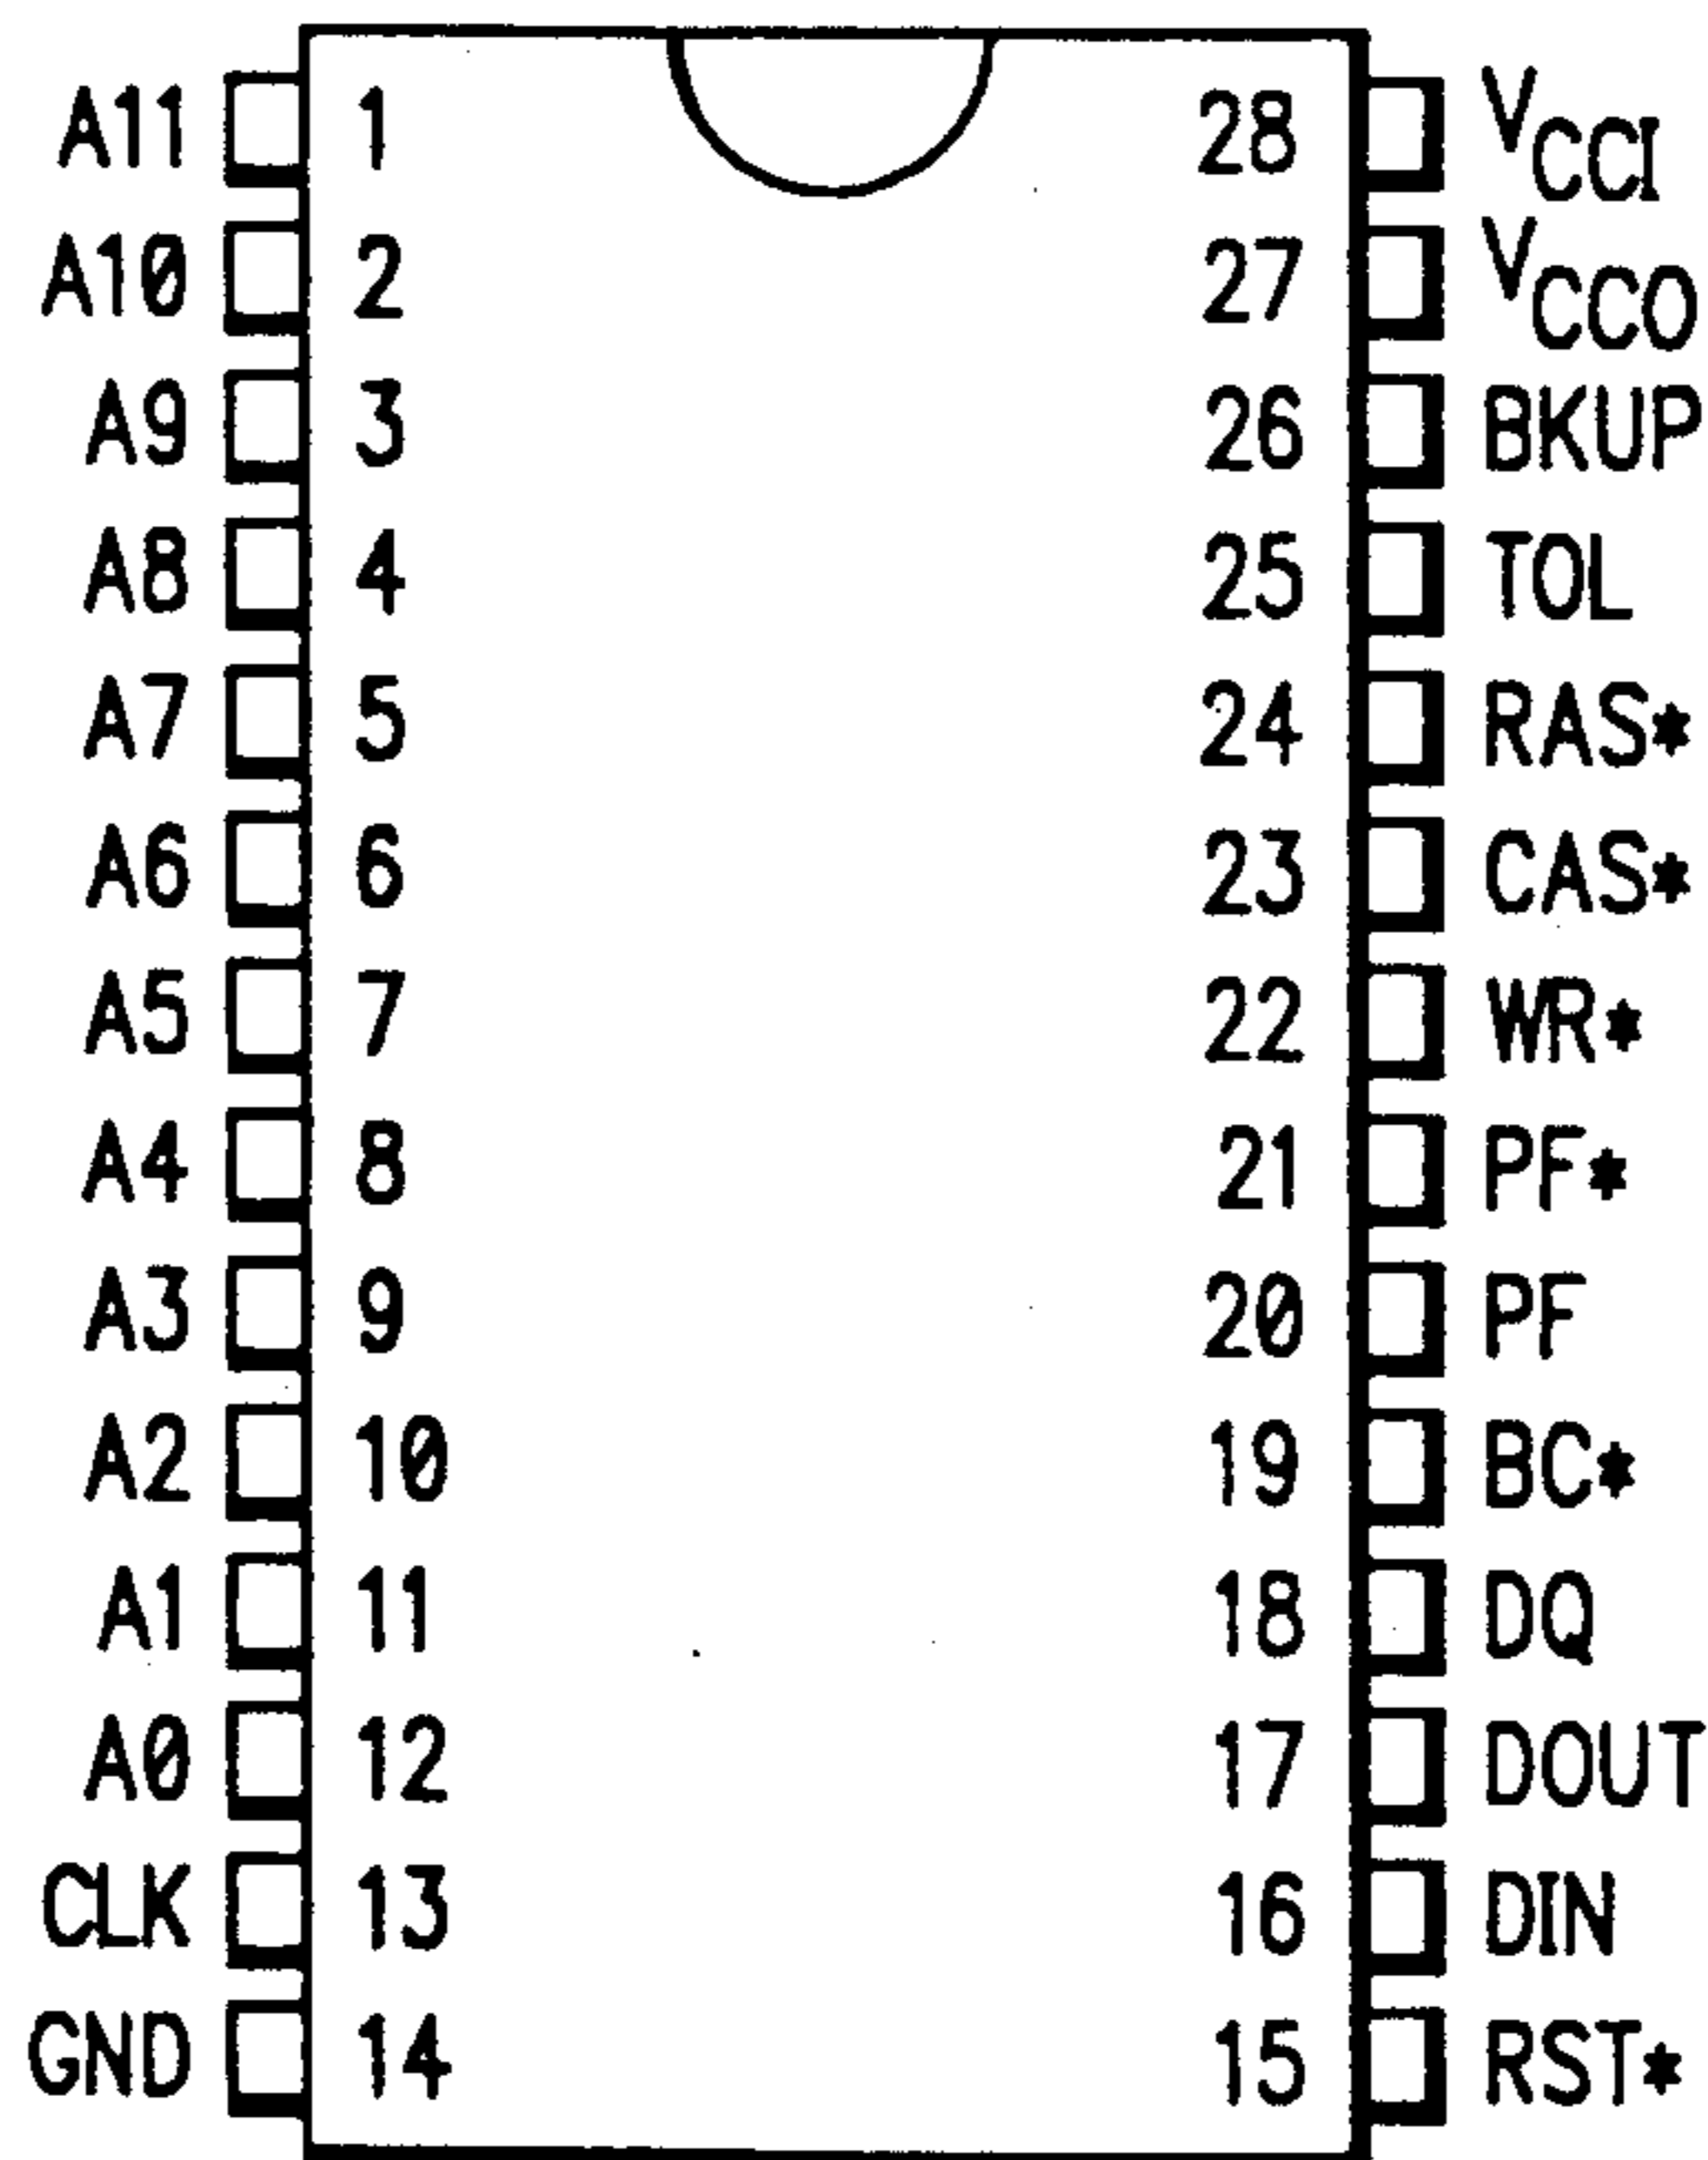 A11 1 28 VCCI
A10 2 27 VCCO
A9 3 26 BKUP
A8 4 25 TOL
A7 5 24 RAS*
A6 6 23 CAS*
A5 7 22 WR*
A4 8 21 PF*
A3 9 20 PF
A2 10 19 BC*
A1 11 18 DQ
A0 12 17 DOUT
CLK 13 16 DIN
GND 14 15 RST*